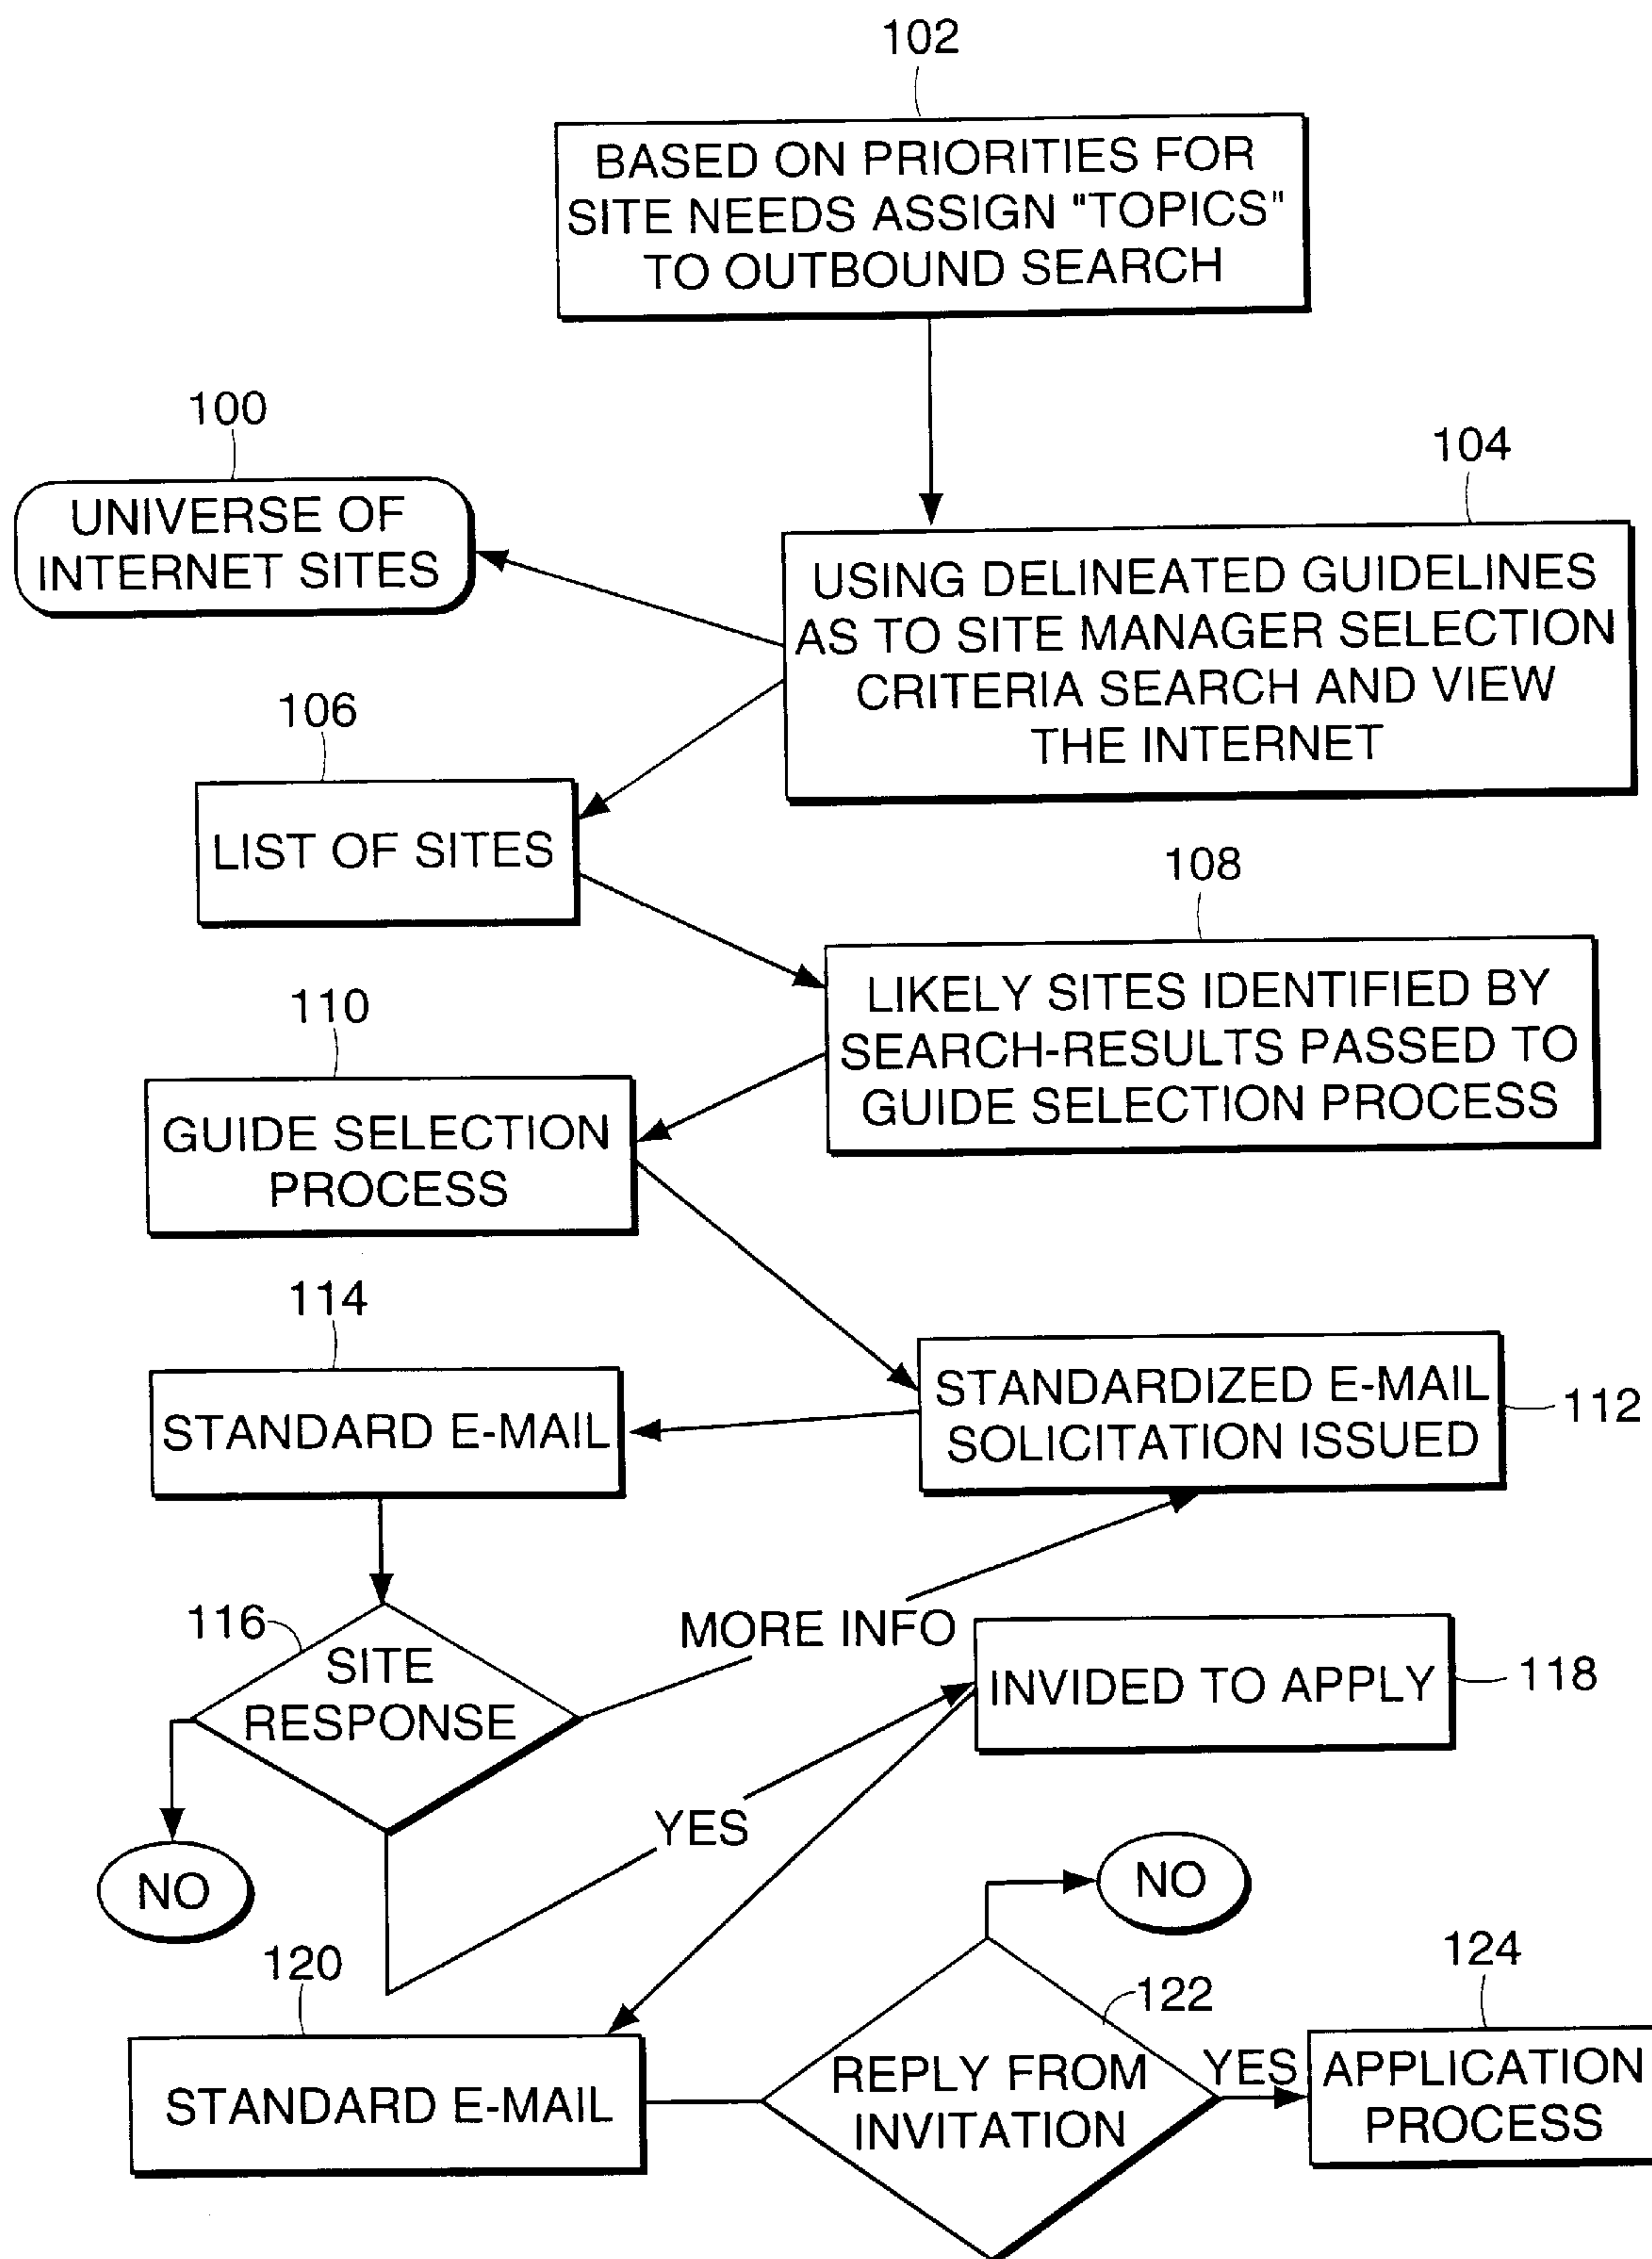 102
BASED ON PRIORITIES FOR
SITE NEEDS ASSIGN "TOPICS"
TO OUTBOUND SEARCH
100
UNIVERSE OF
INTERNET SITES
104
USING DELINEATED GUIDELINES
AS TO SITE MANAGER SELECTION
CRITERIA SEARCH AND VIEW
THE INTERNET
106
LIST OF SITES
108
LIKELY SITES IDENTIFIED BY
SEARCH-RESULTS PASSED TO
GUIDE SELECTION PROCESS
110
GUIDE SELECTION
PROCESS
114
STANDARD E-MAIL
STANDARDIZED E-MAIL
SOLICITATION ISSUED
112
116
SITE
RESPONSE
MORE INFO
INVIDED TO APPLY
118
YES
NO
NO
120
STANDARD E-MAIL
122
REPLY FROM
INVITATION
YES
124
APPLICATION
PROCESS